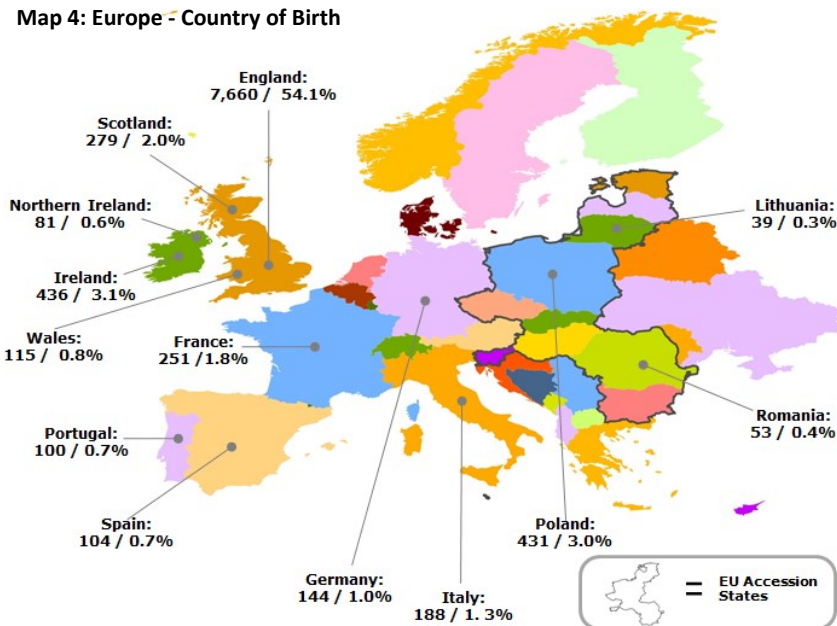 Map 4: Europe - Country of Birth
England:
7,660 / 54.1%
Scotland:
279 / 2.0%
Northern Ireland:
81 / 0.6%
Ireland:
436 / 3.1%
Wales:
115 / 0.8%
France:
251 /1.8%
Portugal:
100 / 0.7%
Spain:
104 / 0.7%
Germany:
144 / 1.0%
Italy:
188 / 1. 3%
Poland:
431 / 3.0%
Lithuania:
39 / 0.3%
Romania:
53 / 0.4%
EU Accession
States